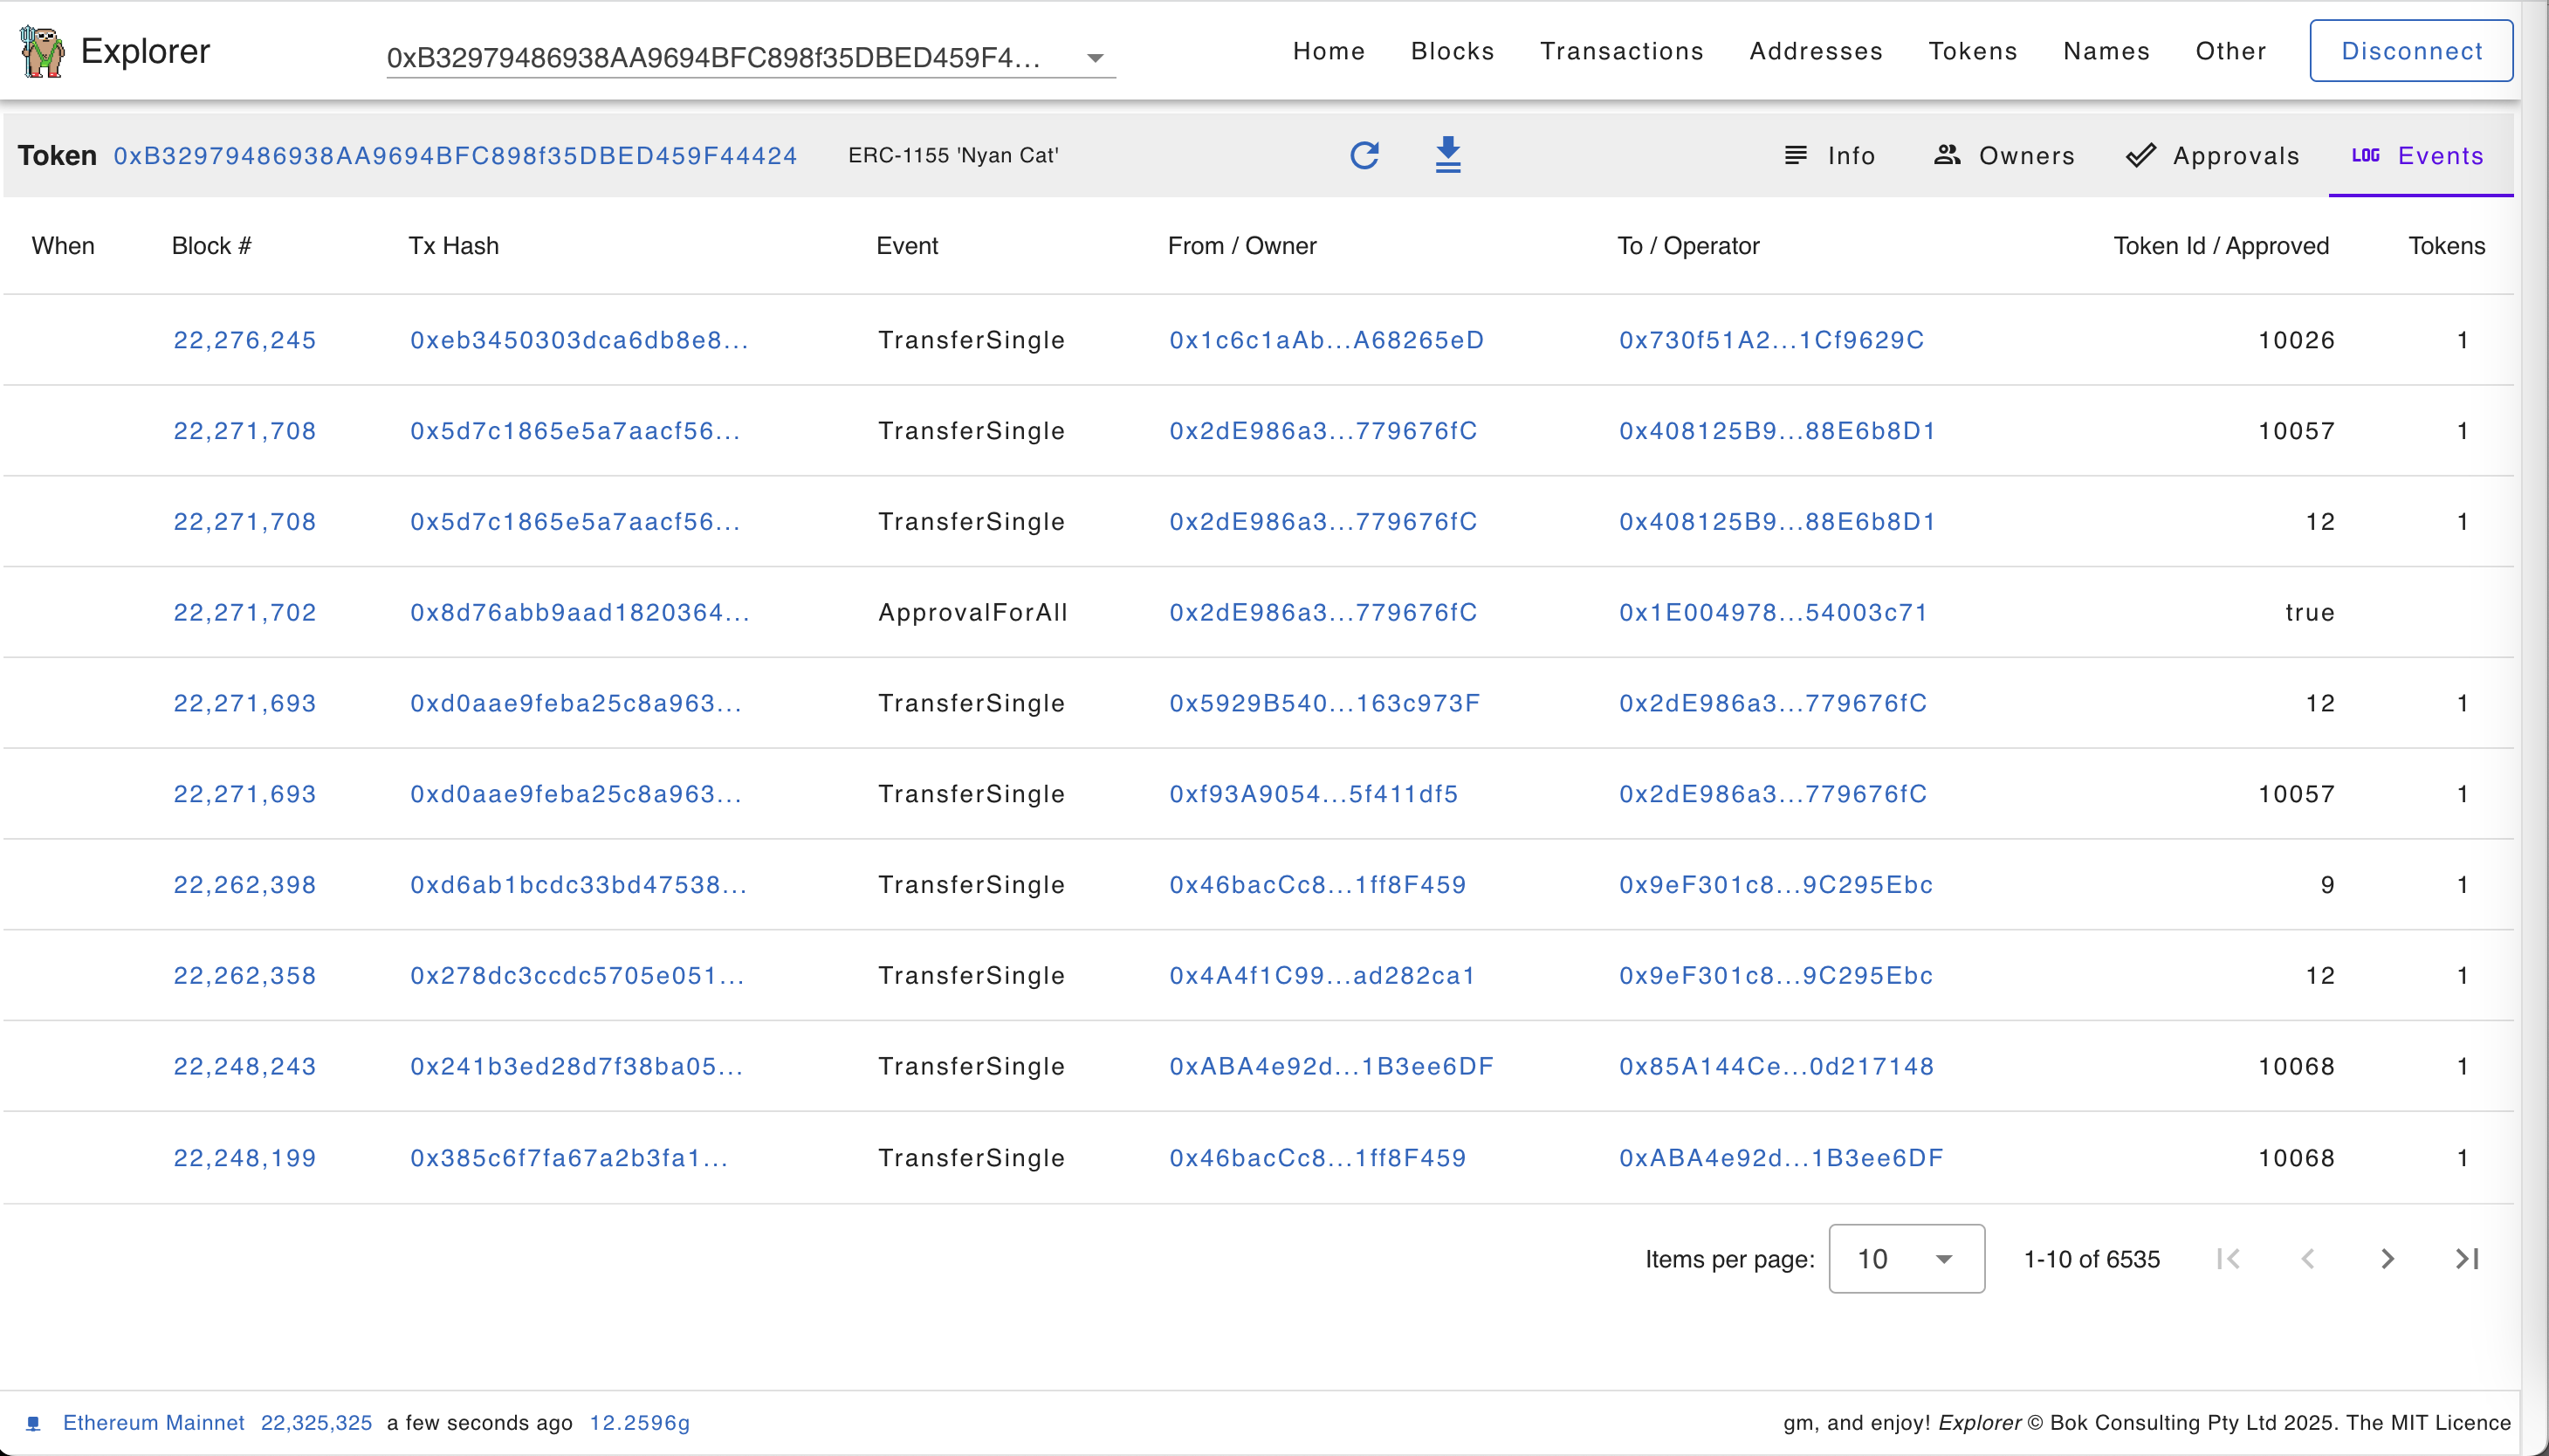 Explorer 0xB32979486938AA9694BFC898f35DBED459F4... Home Blocks Transactions Addresses Tokens Names Other Disconnect
Token 0xB32979486938AA9694BFC898f35DBED459F44424 ERC-1155 'Nyan Cat' Info Owners Approvals LOG Events
When Block # Tx Hash Event From / Owner To / Operator Token Id / Approved Tokens
22,276,245 0xeb3450303dca6db8e8... TransferSingle 0x1c6c1aAb...A68265eD 0x730f51A2...1Cf9629C 10026 1
22,271,708 0x5d7c1865e5a7aacf56... TransferSingle 0x2dE986a3...779676fC 0x408125B9...88E6b8D1 10057 1
22,271,708 0x5d7c1865e5a7aacf56... TransferSingle 0x2dE986a3...779676fC 0x408125B9...88E6b8D1 12 1
22,271,702 0x8d76abb9aad1820364... ApprovalForAll 0x2dE986a3...779676fC 0x1E004978...54003c71 true
22,271,693 0xd0aae9feba25c8a963... TransferSingle 0x5929B540...163c973F 0x2dE986a3...779676fC 12 1
22,271,693 0xd0aae9feba25c8a963... TransferSingle 0xf93A9054...5f411df5 0x2dE986a3...779676fC 10057 1
22,262,398 0xd6ab1bcdc33bd47538... TransferSingle 0x46bacCc8...1ff8F459 0x9eF301c8...9C295Ebc 9 1
22,262,358 0x278dc3ccdc5705e051... TransferSingle 0x4A4f1C99...ad282ca1 0x9eF301c8...9C295Ebc 12 1
22,248,243 0x241b3ed28d7f38ba05... TransferSingle 0xABA4e92d...1B3ee6DF 0x85A144Ce...0d217148 10068 1
22,248,199 0x385c6f7fa67a2b3fa1... TransferSingle 0x46bacCc8...1ff8F459 0xABA4e92d...1B3ee6DF 10068 1
Items per page: 10 1-10 of 6535
Ethereum Mainnet 22,325,325 a few seconds ago 12.2596g gm, and enjoy! Explorer © Bok Consulting Pty Ltd 2025. The MIT Licence